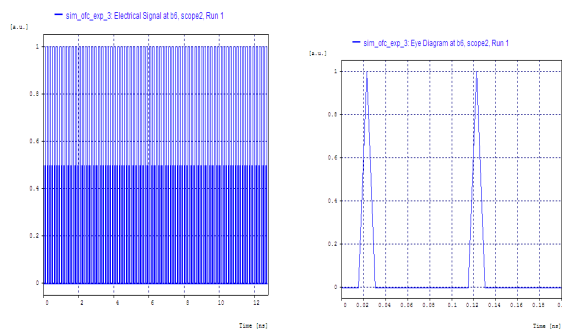 sim_ofc_exp_3: Electrical Signal at b6, scope2, Run 1
[a.u.]
1
0.8
0.6
0.4
0.2
0
0 2 4 6 8 10 12
Time [ns]
sim_ofc_exp_3: Eye Diagram at b6, scope2, Run 1
[a.u.]
1
0.8
0.6
0.4
0.2
0
0 0.02 0.04 0.06 0.08 0.10 0.12 0.14 0.16 0.18
Time [ns]